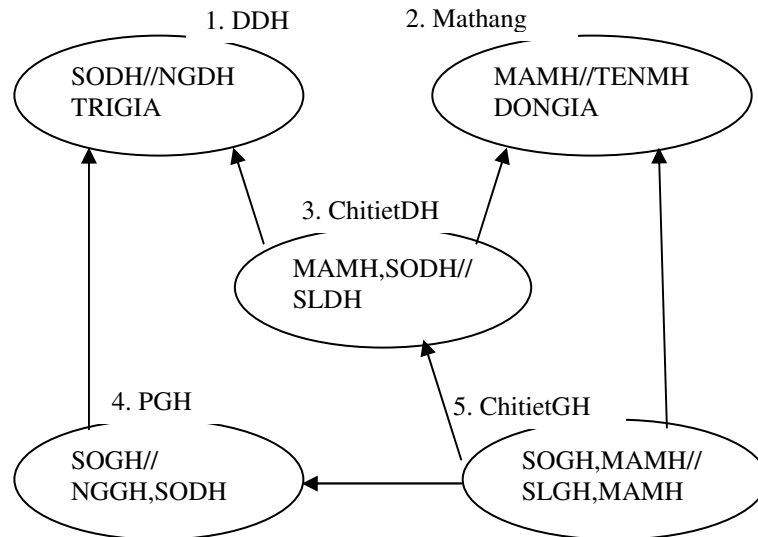 1. DDH
2. Mathang
SODH//NGDH
TRIGIA
MAMH//TENMH
DONGIA
3. ChitietDH
MAMH,SODH//
SLDH
4. PGH
5. ChitietGH
SOGH//
NGGH,SODH
SOGH,MAMH//
SLGH,MAMH